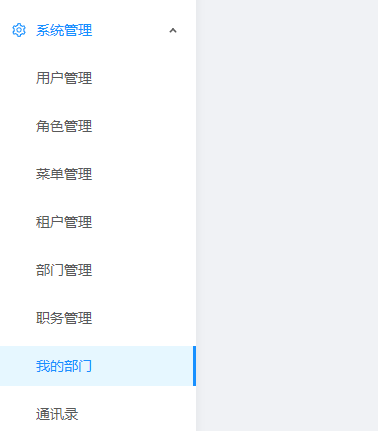 系统管理
用户管理
角色管理
菜单管理
租户管理
部门管理
职务管理
我的部门
通讯录